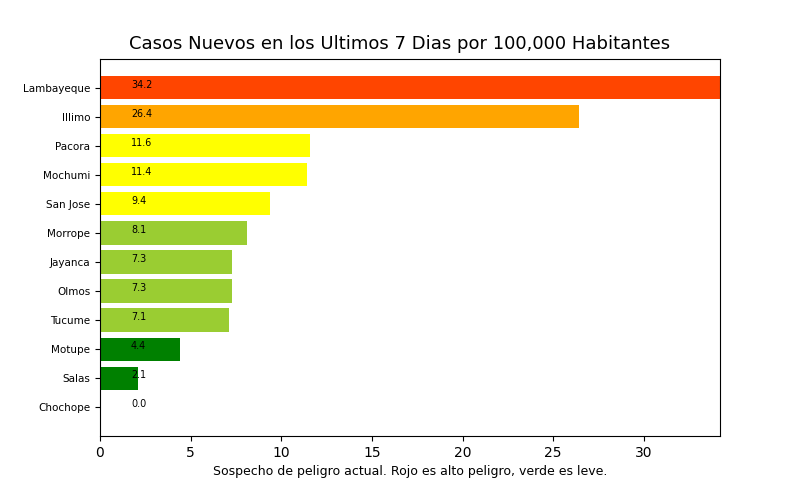 Casos Nuevos en los Ultimos 7 Dias por 100,000 Habitantes
Lambayeque 34.2
Illimo 26.4
Pacora 11.6
Mochumi 11.4
San Jose 9.4
Morrope 8.1
Jayanca 7.3
Olmos 7.3
Tucume 7.1
Motupe 4.4
Salas 2.1
Chochope 0.0
0 5 10 15 20 25 30
Sospecho de peligro actual. Rojo es alto peligro, verde es leve.